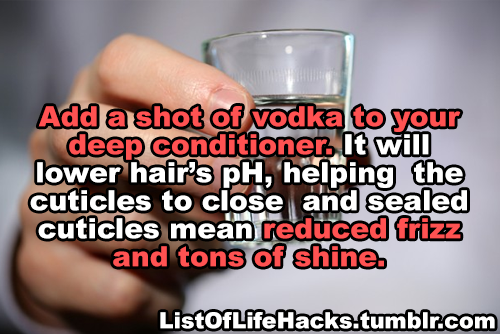 Add a shot of vodka to your
deep conditioner. It will
lower hair's pH, helping the
cuticles to close and sealed
cuticles mean reduced frizz
and tons of shine.
ListOfLifeHacks.tumblr.com